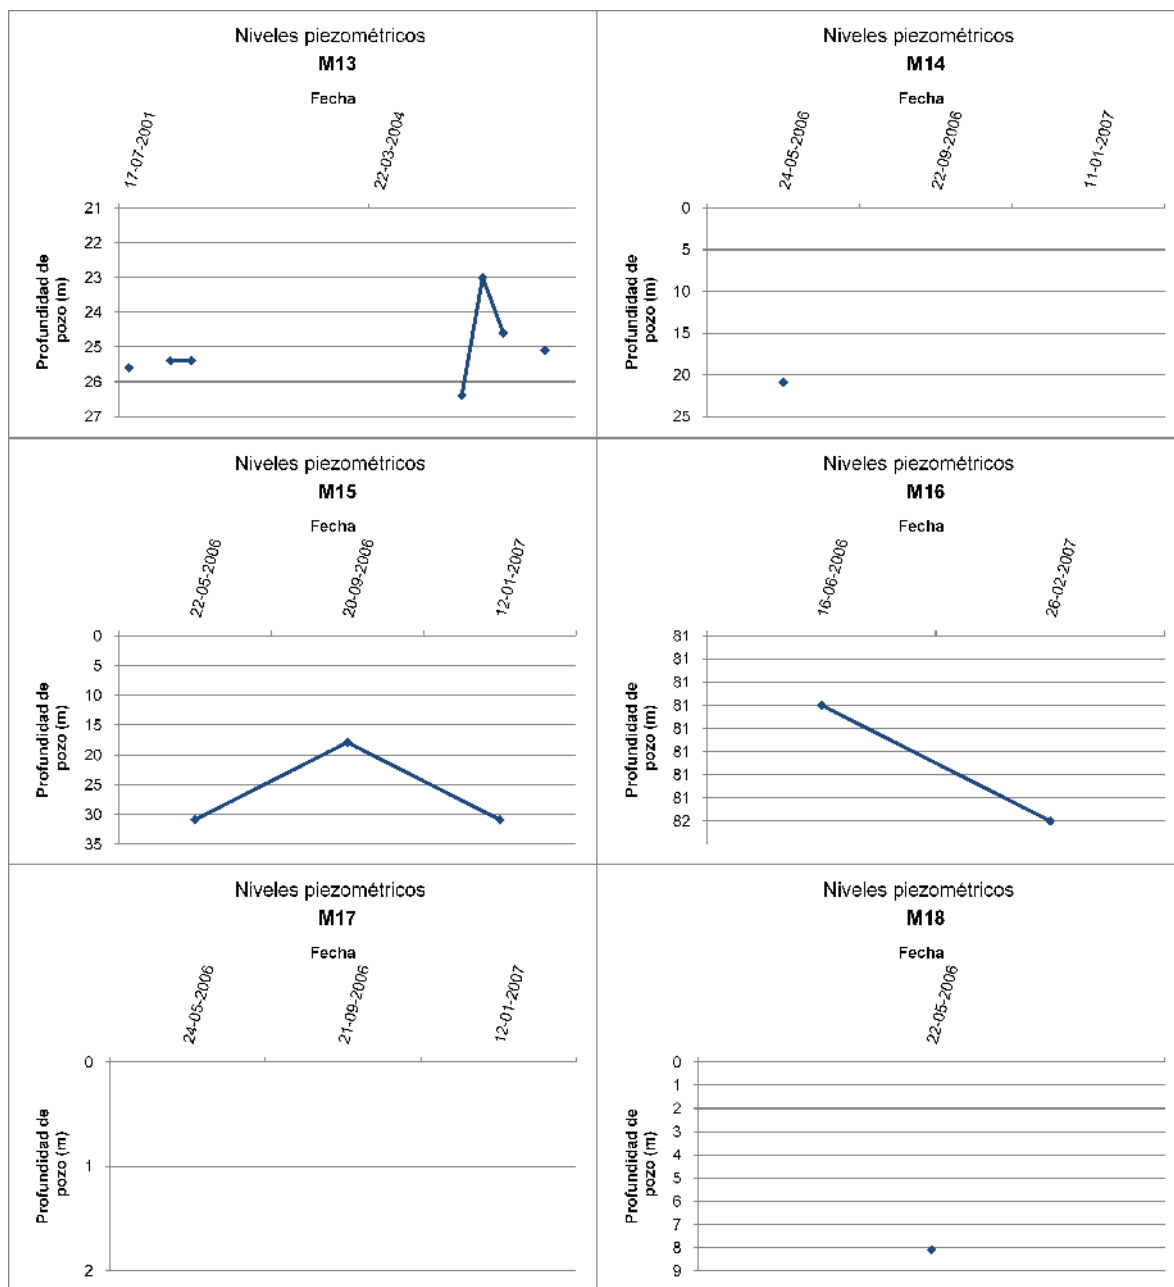 Niveles piezométricos
M13
Fecha
17-07-2001
22-03-2004
21
22
23
24
25
26
27
Profundidad de
pozo (m)
Niveles piezométricos
M14
Fecha
24-05-2006
22-09-2006
11-01-2007
0
5
10
15
20
25
Profundidad de
pozo (m)
Niveles piezométricos
M15
Fecha
22-05-2006
20-09-2006
12-01-2007
0
5
10
15
20
25
30
35
Profundidad de
pozo (m)
Niveles piezométricos
M16
Fecha
16-06-2006
26-02-2007
81
81
81
81
81
81
81
81
82
Profundidad de
pozo (m)
Niveles piezométricos
M17
Fecha
24-05-2006
21-09-2006
12-01-2007
0
1
2
Profundidad de
pozo (m)
Niveles piezométricos
M18
Fecha
22-05-2006
0
1
2
3
4
5
6
7
8
9
Profundidad de
pozo (m)